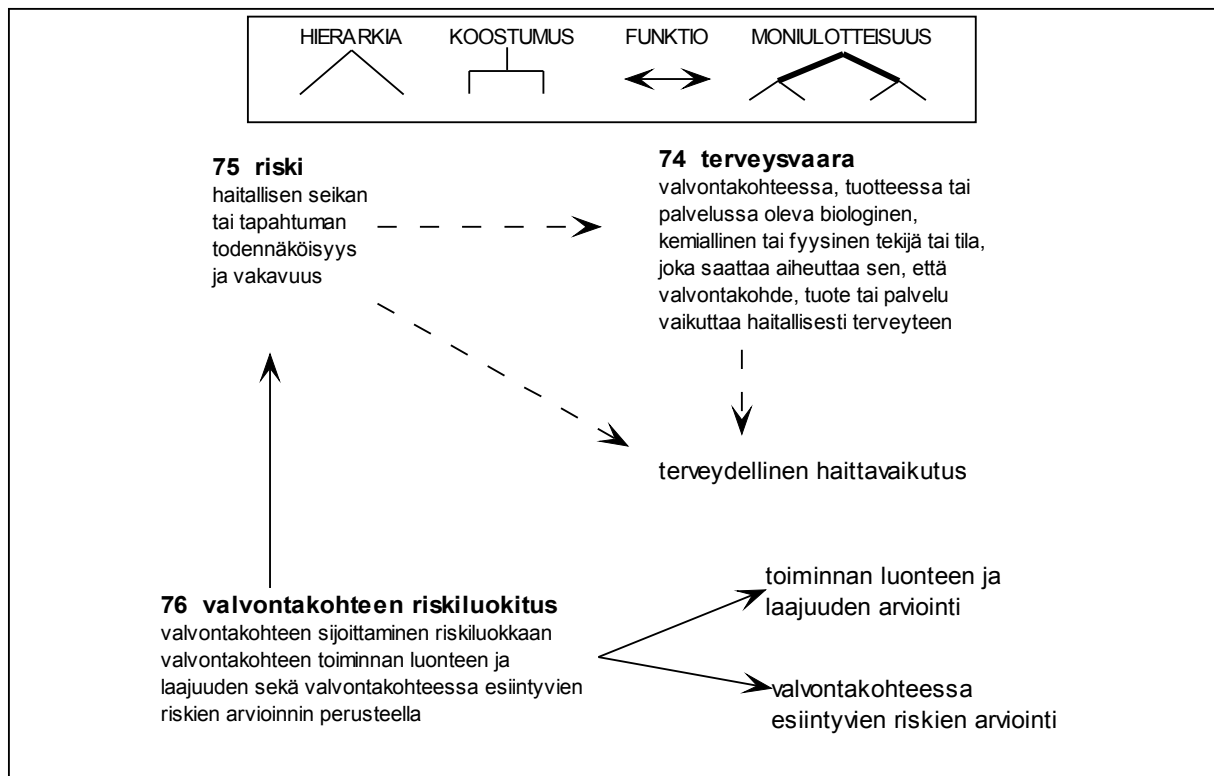 HIERARKIA KOOSTUMUS FUNKTIO MONIULOTTEISUUS
75 riski
haitallisen seikan
tai tapahtuman
todennäköisyys
ja vakavuus
74 terveysvaara
valvontakohteessa, tuotteessa tai
palvelussa oleva biologinen,
kemiallinen tai fyysinen tekijä tai tila,
joka saattaa aiheuttaa sen, että
valvontakohde, tuote tai palvelu
vaikuttaa haitallisesti terveyteen
terveydellinen haittavaikutus
76 valvontakohteen riskiluokitus
valvontakohteen sijoittaminen riskiluokkaan
valvontakohteen toiminnan luonteen ja
laajuuden sekä valvontakohteessa esiintyvien
riskien arvioinnin perusteella
toiminnan luonteen ja
laajuuden arviointi
valvontakohteessa
esiintyvien riskien arviointi